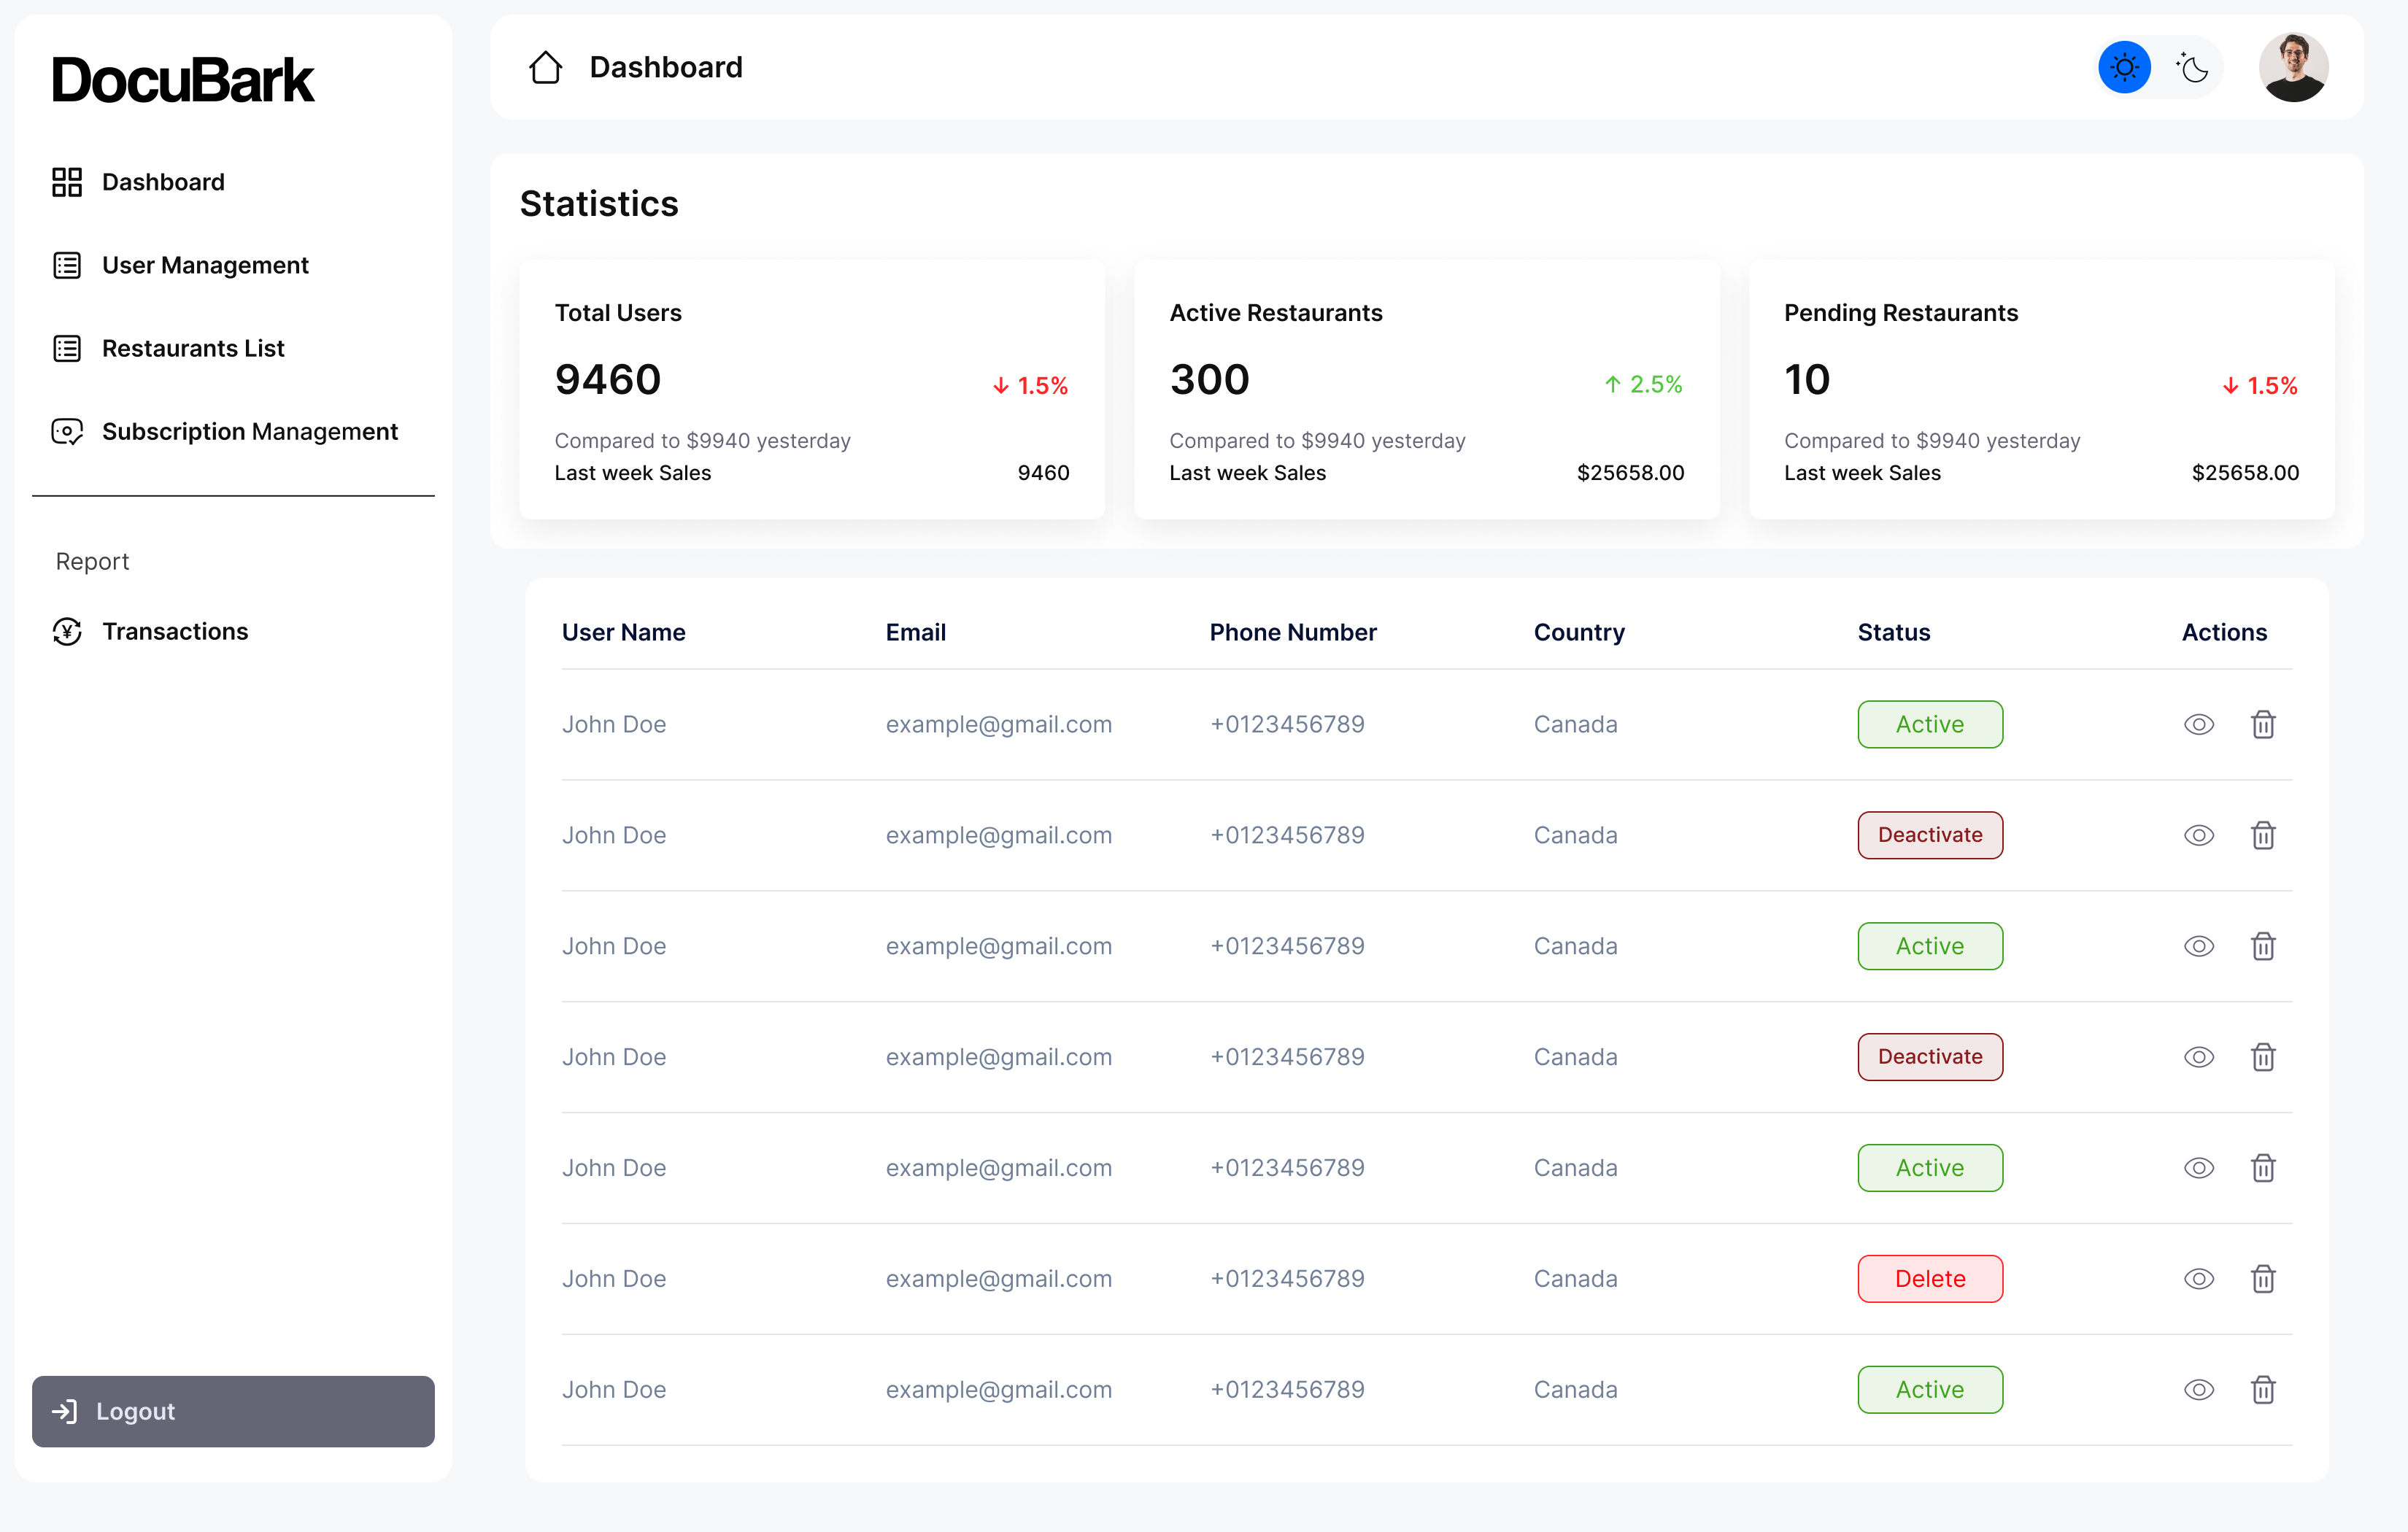 DocuBark
Dashboard
User Management
Restaurants List
Subscription Management
Report
Transactions
Logout
Dashboard
Statistics
Total Users
9460
↓ 1.5%
Compared to $9940 yesterday
Last week Sales 9460
Active Restaurants
300
↑ 2.5%
Compared to $9940 yesterday
Last week Sales $25658.00
Pending Restaurants
10
↓ 1.5%
Compared to $9940 yesterday
Last week Sales $25658.00
User Name Email Phone Number Country Status Actions
John Doe example@gmail.com +0123456789 Canada Active
John Doe example@gmail.com +0123456789 Canada Deactivate
John Doe example@gmail.com +0123456789 Canada Active
John Doe example@gmail.com +0123456789 Canada Deactivate
John Doe example@gmail.com +0123456789 Canada Active
John Doe example@gmail.com +0123456789 Canada Delete
John Doe example@gmail.com +0123456789 Canada Active